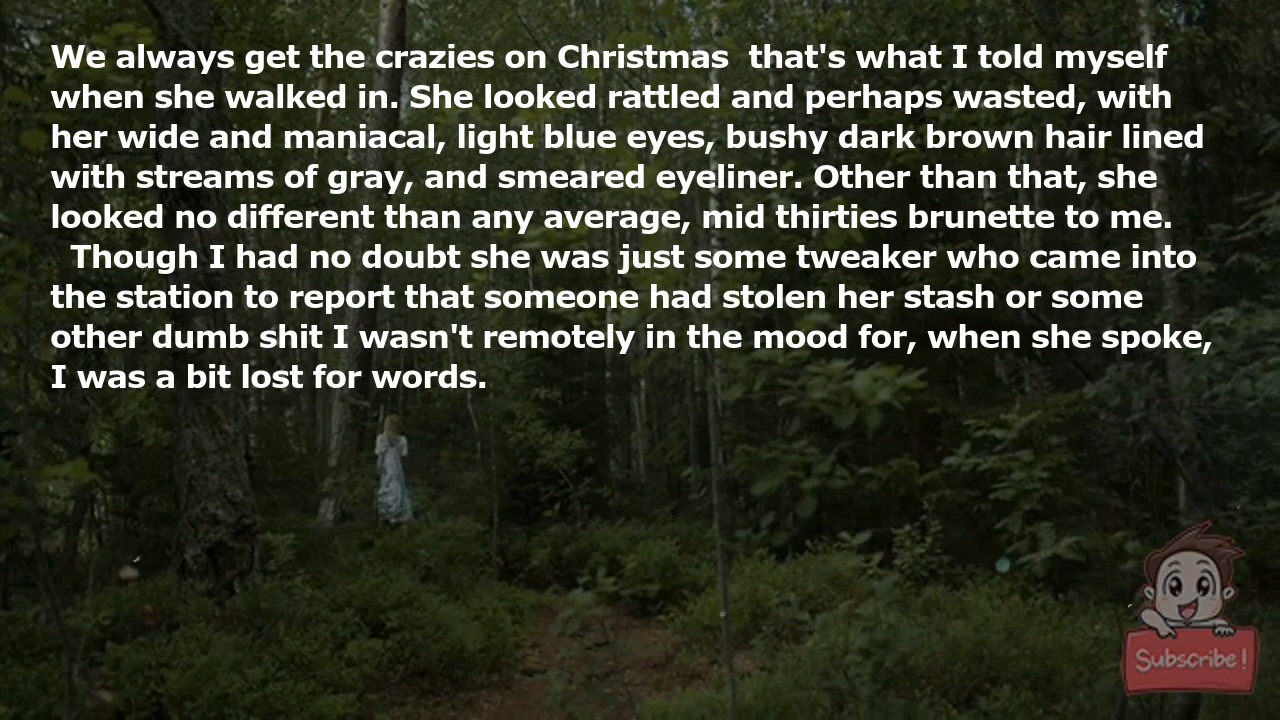 We always get the crazies on Christmas  that's what I told myself
when she walked in. She looked rattled and perhaps wasted, with
her wide and maniacal, light blue eyes, bushy dark brown hair lined
with streams of gray, and smeared eyeliner. Other than that, she
looked no different than any average, mid thirties brunette to me.
  Though I had no doubt she was just some tweaker who came into
the station to report that someone had stolen her stash or some
other dumb shit I wasn't remotely in the mood for, when she spoke,
I was a bit lost for words.
Subscribe!